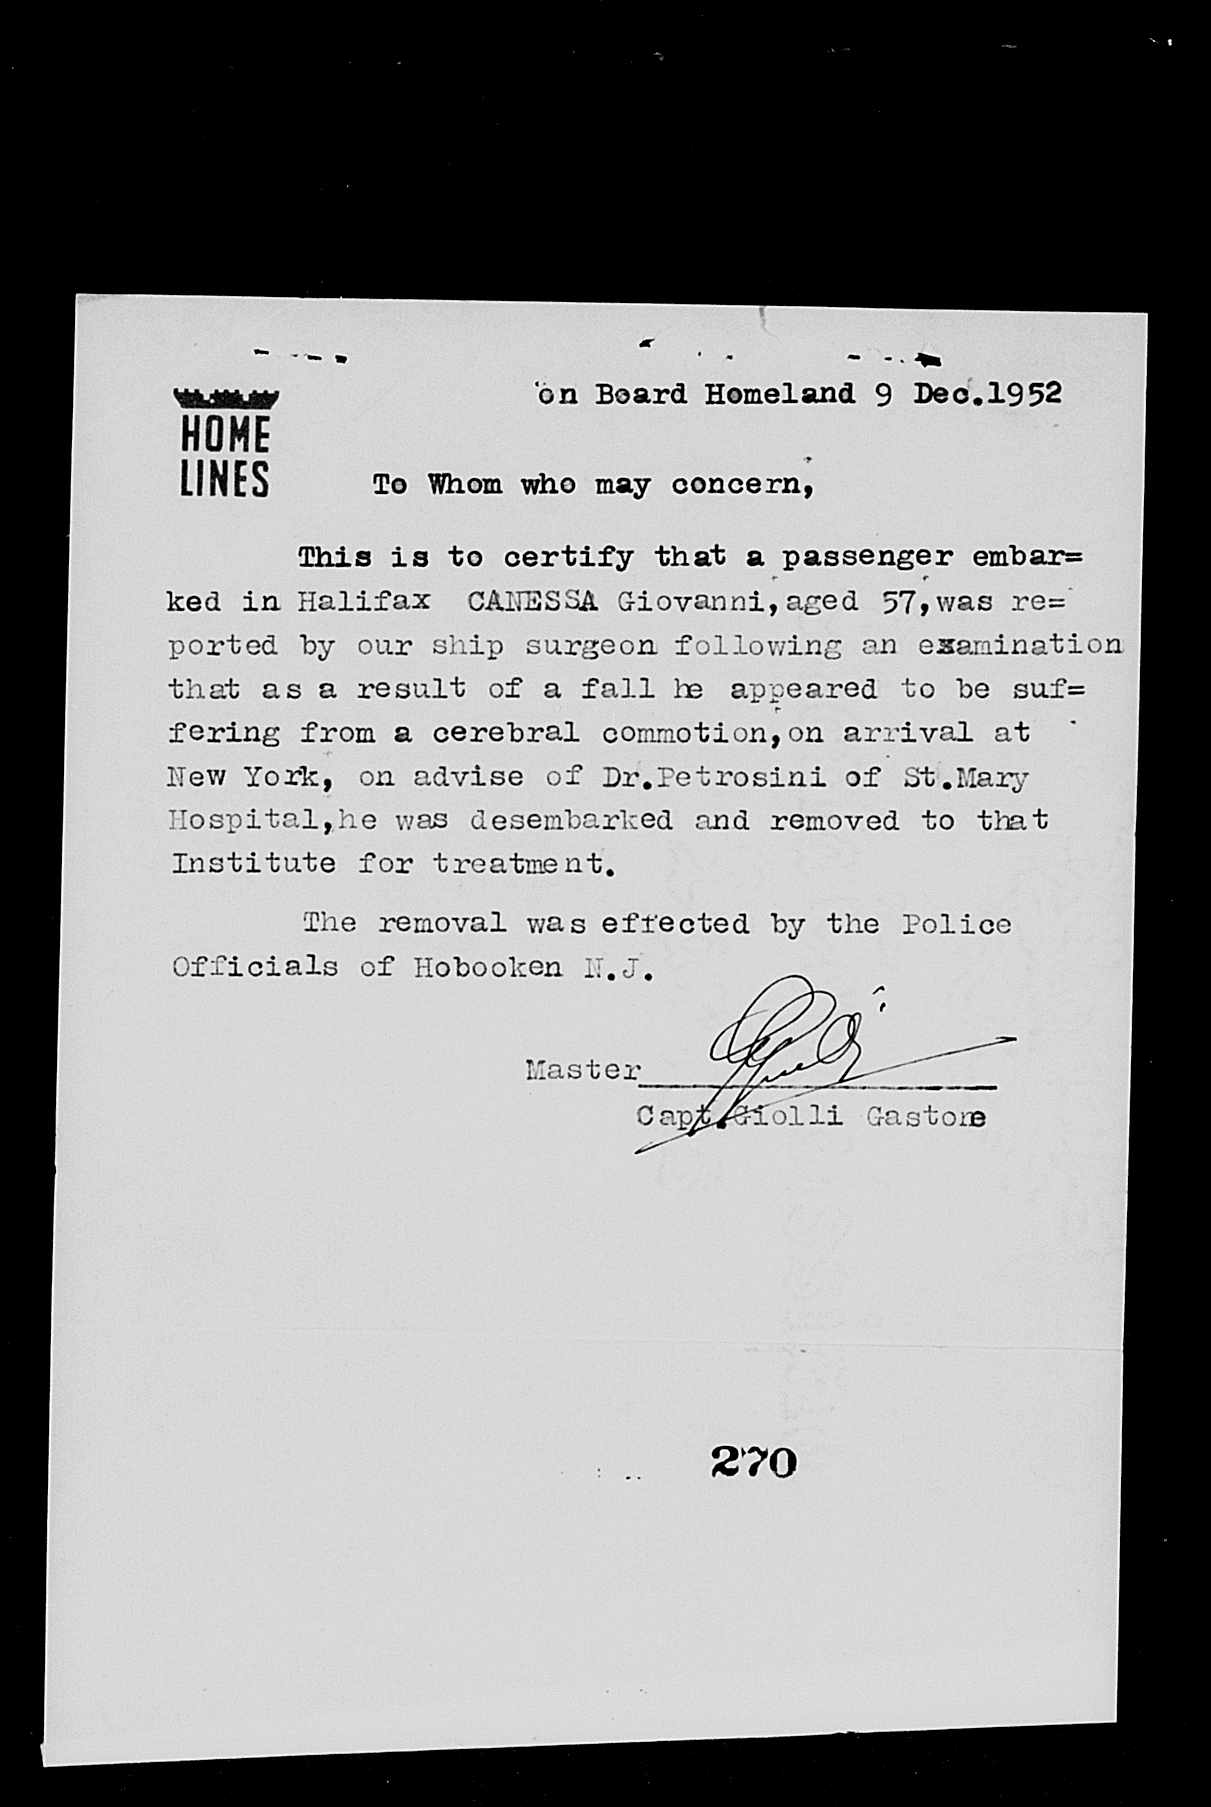 on Board Homeland 9 Dec.1952
HOME
LINES
To Whom who may concern,
This is to certify that a passenger embar=
ked in Halifax CANESSA Giovanni,aged 57,was re=
ported by our ship surgeon following an examination
that as a result of a fall he appeared to be suf=
fering from a cerebral commotion,on arrival at
New York, on advise of Dr.Petrosini of St.Mary
Hospital,he was desembarked and removed to that
Institute for treatment.
The removal was effected by the Police
Officials of Hobooken N.J.
Master
Capt.Giolli Gastone
270